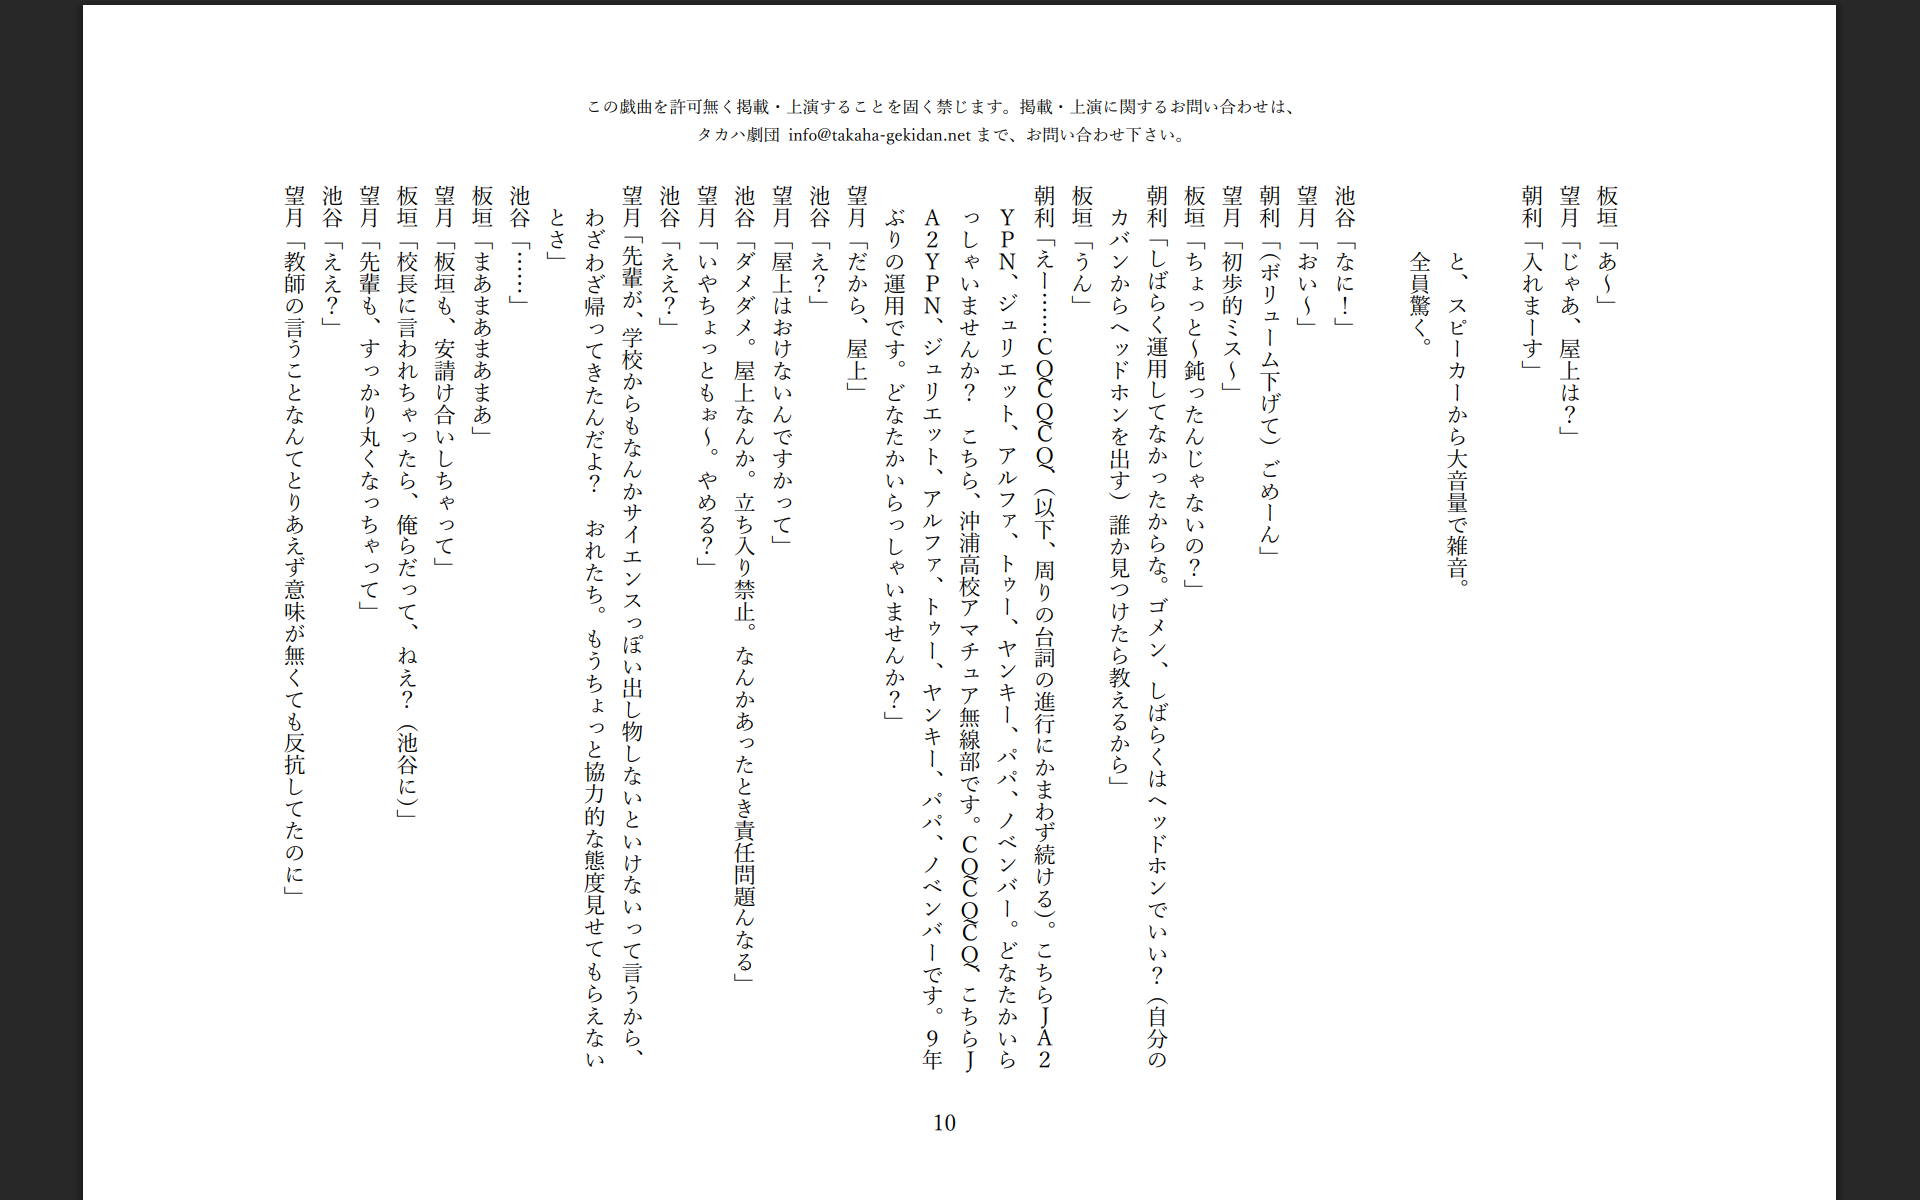 この戯曲を許可無く掲載・上演することを固く禁じます。掲載・上演に関するお問い合わせは、
タカハ劇団 info@takaha-gekidan.net まで、お問い合わせ下さい。
板垣「あ〜」
望月「じゃあ、屋上は？」
朝利「入れまーす」
と、スピーカーから大音量で雑音。
全員驚く。
池谷「なに！」
望月「おい〜」
朝利「（ボリューム下げて）ごめーん」
望月「初歩的ミス〜」
板垣「ちょっと〜鈍ったんじゃないの？」
朝利「しばらく運用してなかったからな。ゴメン、しばらくはヘッドホンでいい？（自分の
カバンからヘッドホンを出す）誰か見つけたら教えるから」
板垣「うん」
朝利「えー……ＣＱＣＱＣＱ、（以下、周りの台詞の進行にかまわず続ける）。こちらＪＡ２
ＹＰＮ、ジュリエット、アルファ、トゥー、ヤンキー、パパ、ノベンバー。どなたかいら
っしゃいませんか？　こちら、沖浦高校アマチュア無線部です。ＣＱＣＱＣＱ、こちらＪ
Ａ２ＹＰＮ、ジュリエット、アルファ、トゥー、ヤンキー、パパ、ノベンバーです。９年
ぶりの運用です。どなたかいらっしゃいませんか？」
望月「だから、屋上」
池谷「え？」
望月「屋上はおけないんですかって」
池谷「ダメダメ。屋上なんか。立ち入り禁止。なんかあったとき責任問題んなる」
望月「いやちょっともぉ〜。やめる？」
池谷「ええ？」
望月「先輩が、学校からもなんかサイエンスっぽい出し物しないといけないって言うから、
わざわざ帰ってきたんだよ？　おれたち。もうちょっと協力的な態度見せてもらえない
とさ」
池谷「……」
板垣「まあまあまあまあ」
望月「板垣も、安請け合いしちゃって」
板垣「校長に言われちゃったら、俺らだって、ねえ？（池谷に）」
望月「先輩も、すっかり丸くなっちゃって」
池谷「ええ？」
望月「教師の言うことなんてとりあえず意味が無くても反抗してたのに」
10